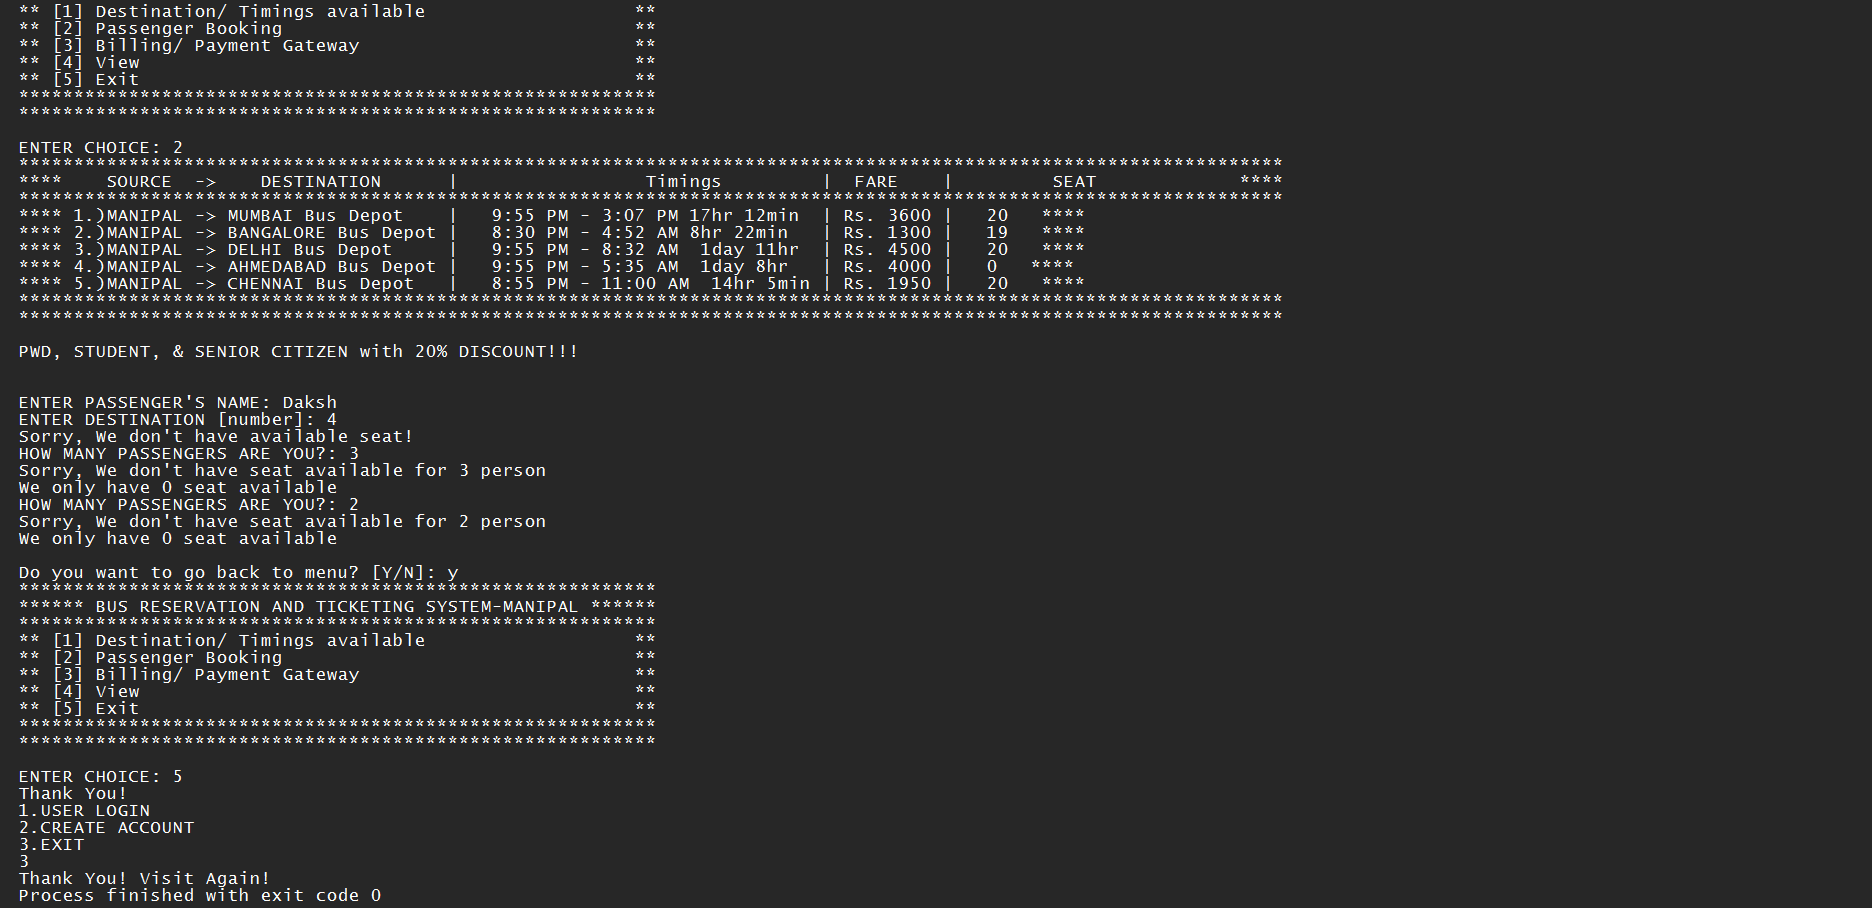 ** [1] Destination/ Timings available                   **
** [2] Passenger Booking                                **
** [3] Billing/ Payment Gateway                         **
** [4] View                                             **
** [5] Exit                                             **
**********************************************************
**********************************************************
ENTER CHOICE: 2
*******************************************************************************************************************
****    SOURCE  ->    DESTINATION      |                 Timings         |  FARE    |         SEAT             ****
*******************************************************************************************************************
**** 1.)MANIPAL -> MUMBAI Bus Depot    |   9:55 PM - 3:07 PM 17hr 12min  | Rs. 3600 |   20   ****
**** 2.)MANIPAL -> BANGALORE Bus Depot |   8:30 PM - 4:52 AM 8hr 22min   | Rs. 1300 |   19   ****
**** 3.)MANIPAL -> DELHI Bus Depot     |   9:55 PM - 8:32 AM  1day 11hr  | Rs. 4500 |   20   ****
**** 4.)MANIPAL -> AHMEDABAD Bus Depot |   9:55 PM - 5:35 AM  1day 8hr   | Rs. 4000 |   0   ****
**** 5.)MANIPAL -> CHENNAI Bus Depot   |   8:55 PM - 11:00 AM  14hr 5min | Rs. 1950 |   20   ****
*******************************************************************************************************************
*******************************************************************************************************************
PWD, STUDENT, & SENIOR CITIZEN with 20% DISCOUNT!!!
ENTER PASSENGER'S NAME: Daksh
ENTER DESTINATION [number]: 4
Sorry, We don't have available seat!
HOW MANY PASSENGERS ARE YOU?: 3
Sorry, We don't have seat available for 3 person
We only have 0 seat available
HOW MANY PASSENGERS ARE YOU?: 2
Sorry, We don't have seat available for 2 person
We only have 0 seat available
Do you want to go back to menu? [Y/N]: y
**********************************************************
****** BUS RESERVATION AND TICKETING SYSTEM-MANIPAL ******
**********************************************************
** [1] Destination/ Timings available                   **
** [2] Passenger Booking                                **
** [3] Billing/ Payment Gateway                         **
** [4] View                                             **
** [5] Exit                                             **
**********************************************************
**********************************************************
ENTER CHOICE: 5
Thank You!
1.USER LOGIN
2.CREATE ACCOUNT
3.EXIT
3
Thank You! Visit Again!
Process finished with exit code 0